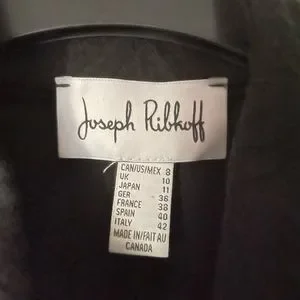 Joseph Ribkoff
CAN/US/MEX 8
UK 10
JAPAN 11
GER 36
FRANCE 38
SPAIN 40
ITALY 42
MADE IN/FAIT AU
CANADA